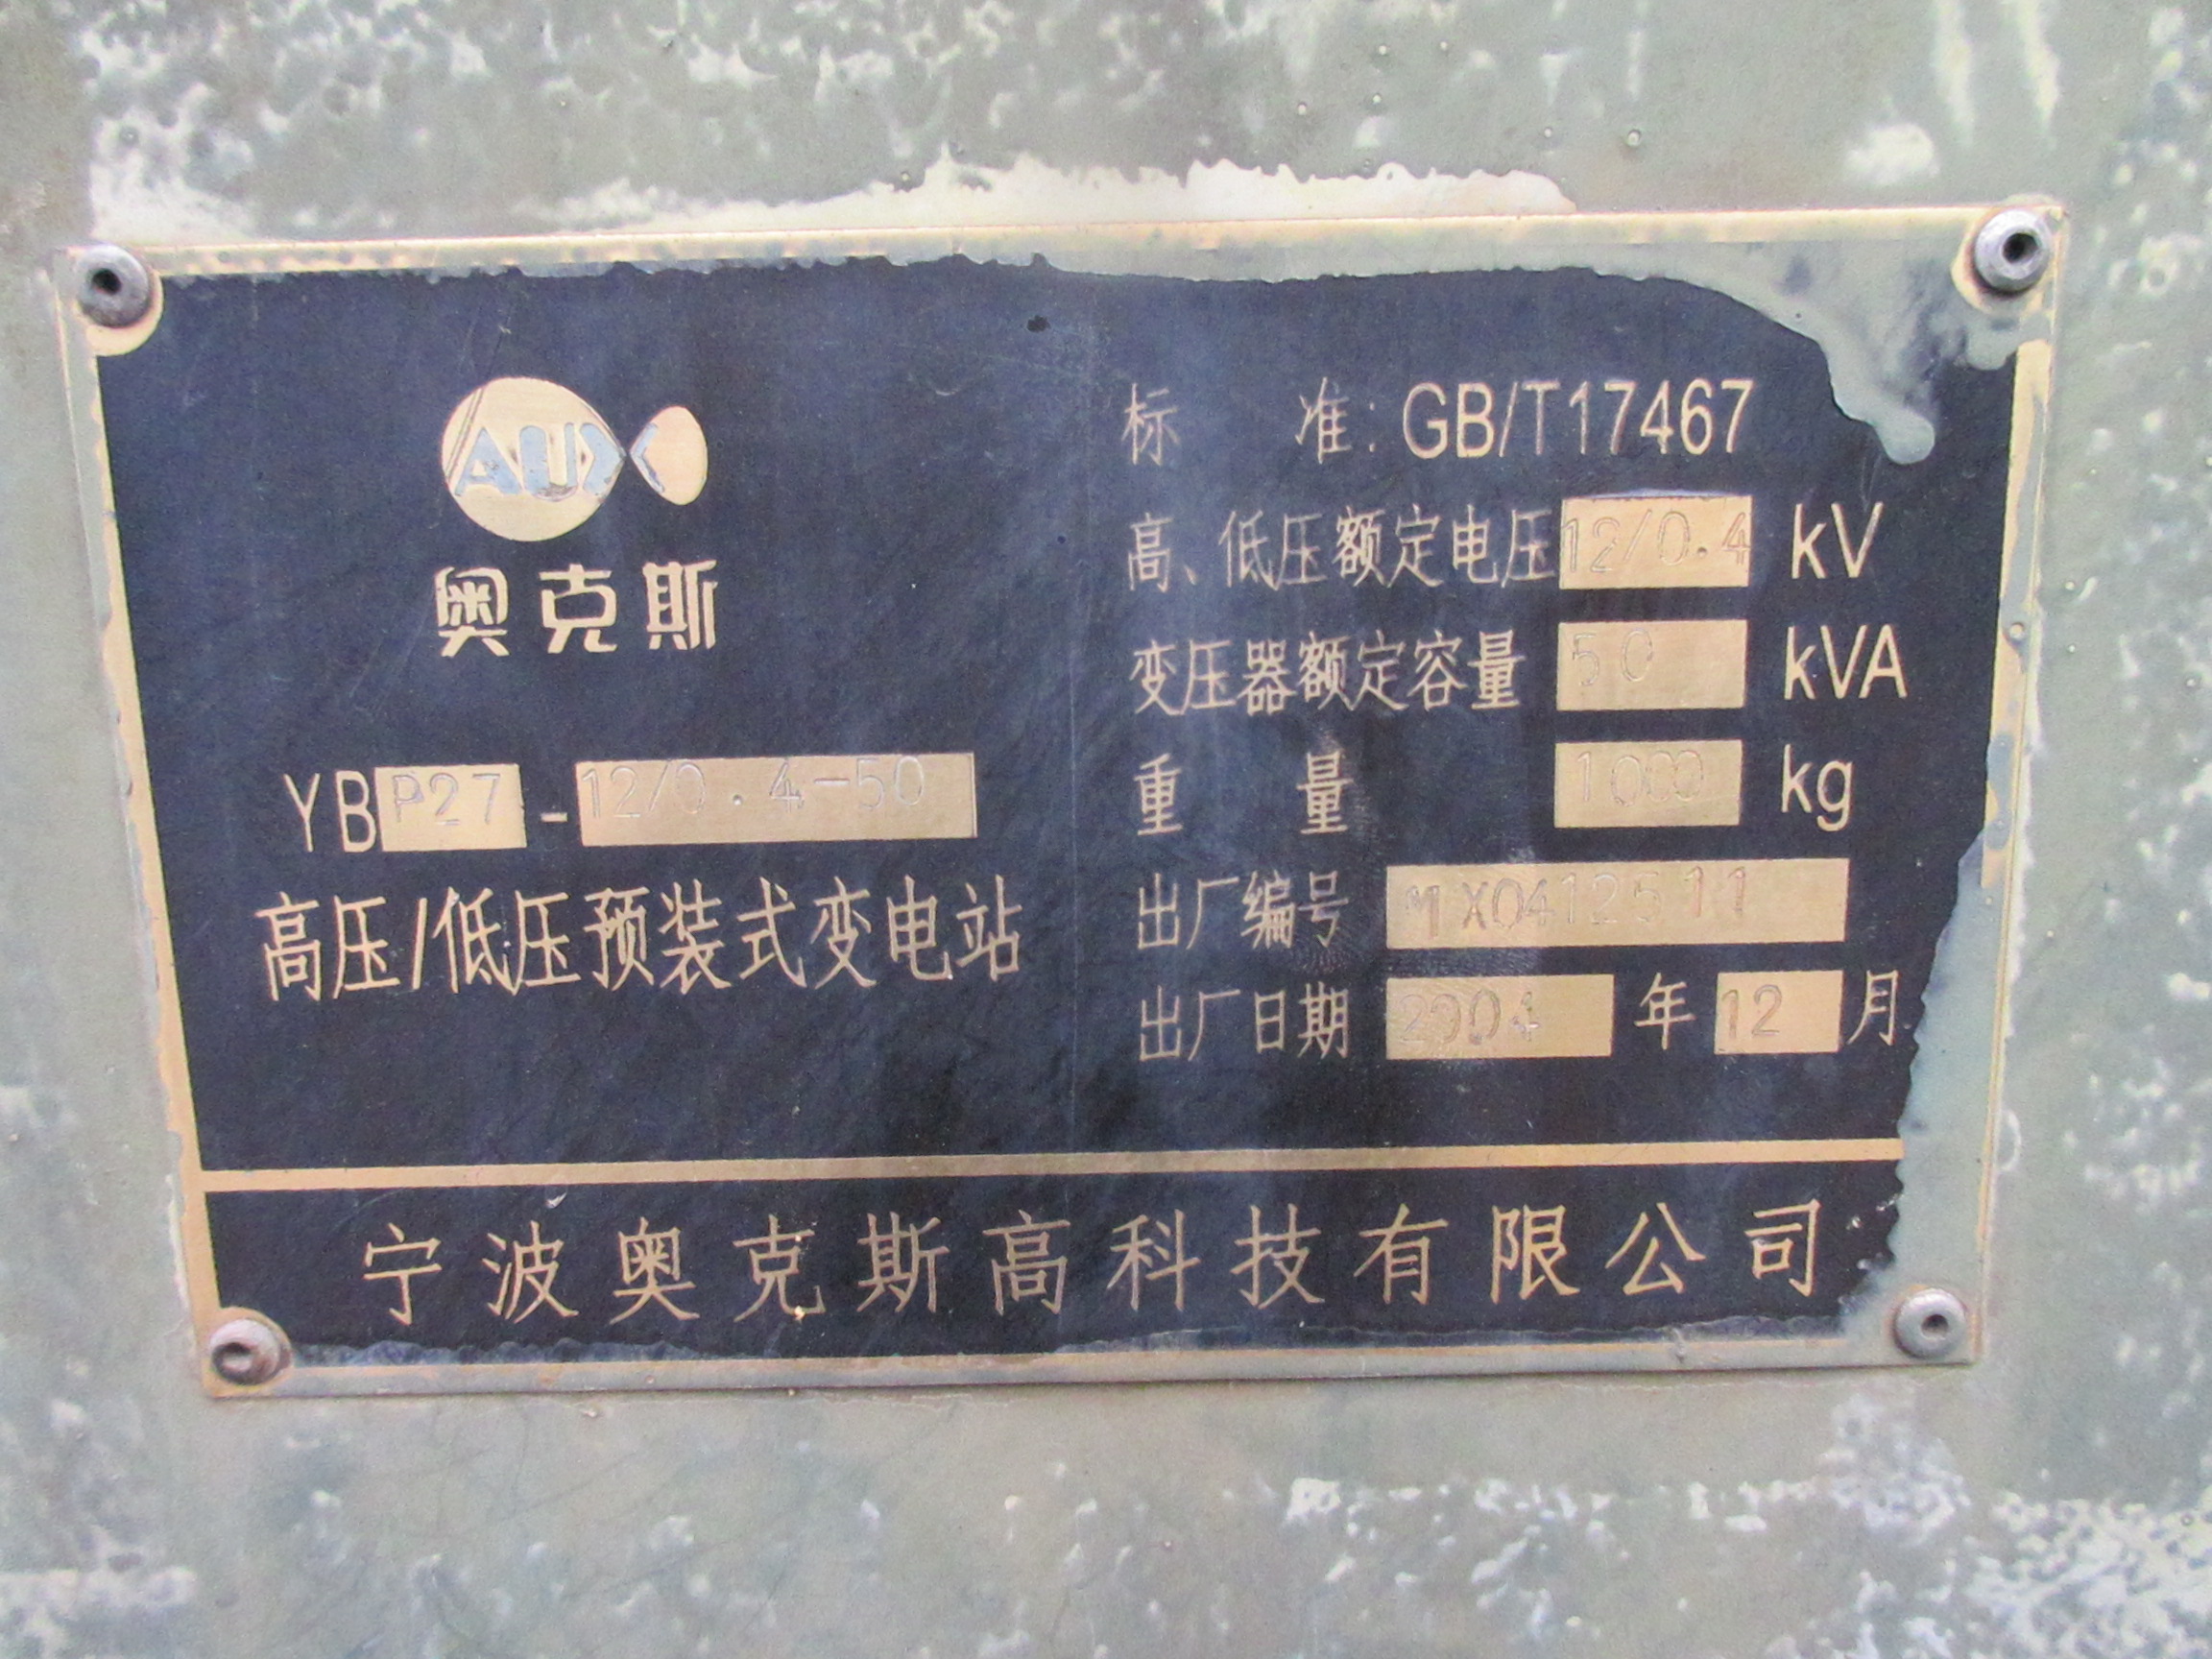 AUX
奥克斯
YBP27-12/0.4-50
高压/低压预装式变电站
标 准: GB/T17467
高、低压额定电压 12/0.4 kV
变压器额定容量 50 kVA
重 量 1000 kg
出厂编号 MX0412511
出厂日期 2004 年 12 月
宁波奥克斯高科技有限公司